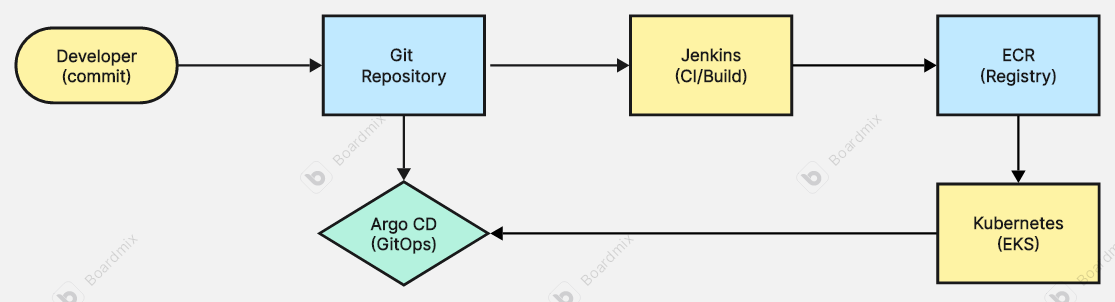 Developer
(commit)
Git
Repository
Jenkins
(CI/Build)
ECR
(Registry)
Boardmix
Boardmix
Argo CD
(GitOps)
Kubernetes
(EKS)
Boardmix
Boardmix
Boardmix